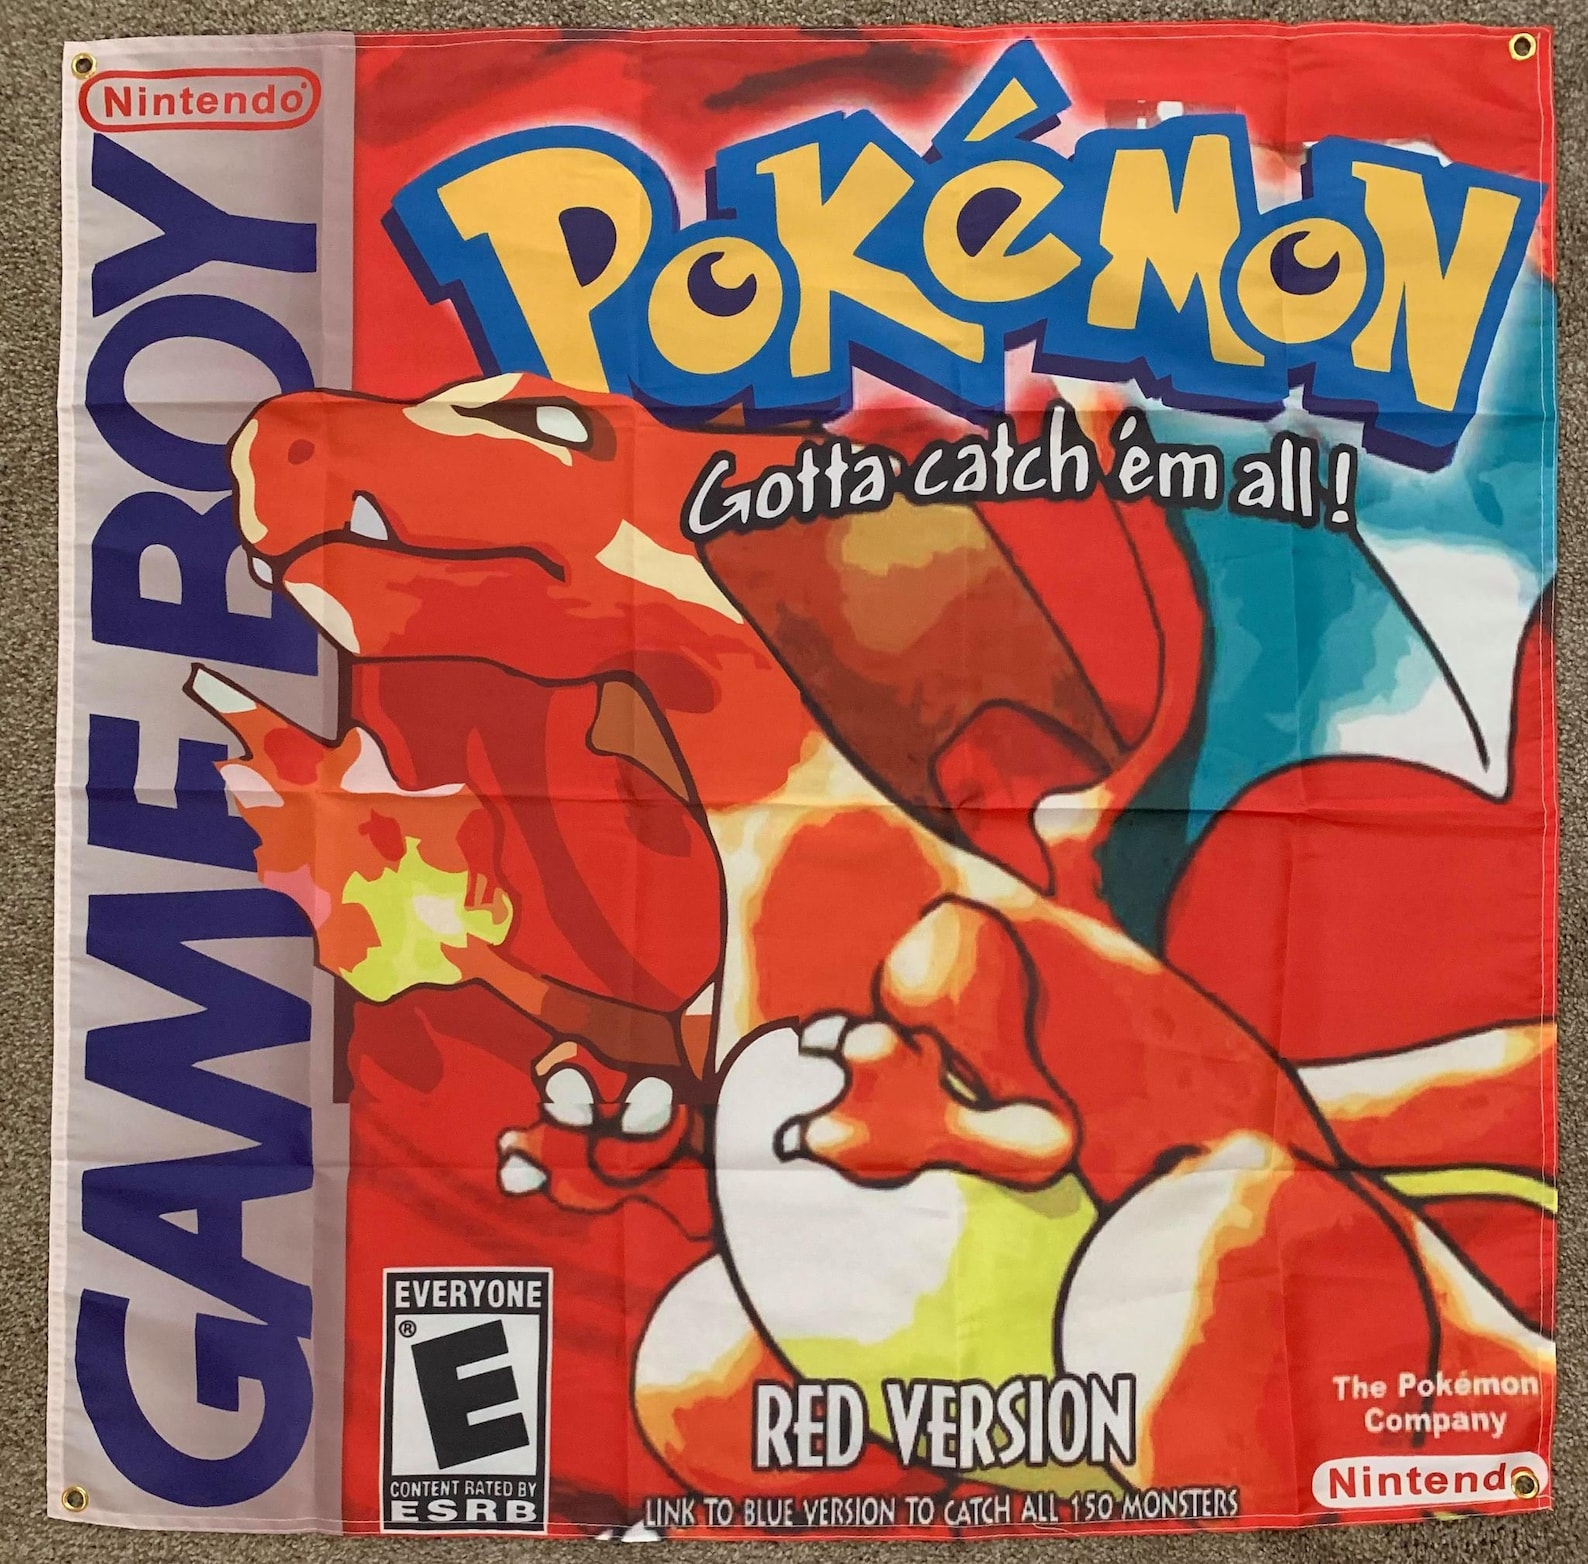 Nintendo®
GAME BOY
POKéMON
Gotta catch 'em all!
EVERYONE
®
E
CONTENT RATED BY
ESRB
RED VERSION
LINK TO BLUE VERSION TO CATCH ALL 150 MONSTERS
The Pokémon
Company
Nintendo